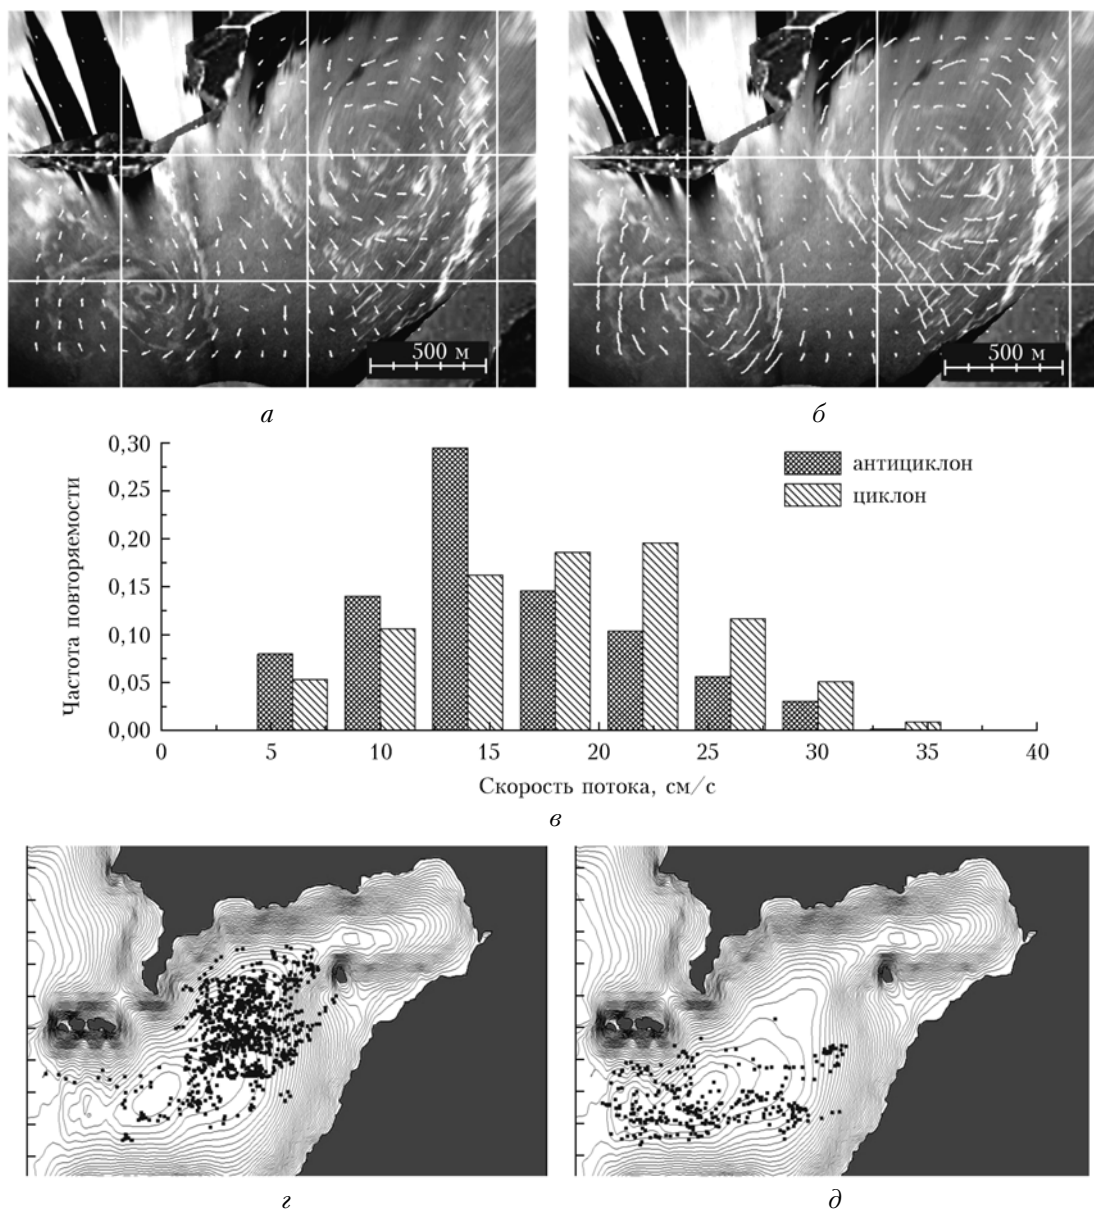 500 м
500 м
а
б
0,30
0,25
0,20
0,15
0,10
0,05
0,00
Частота повторяемости
антициклон
циклон
0 5 10 15 20 25 30 35 40
Скорость потока, см/с
в
г
д